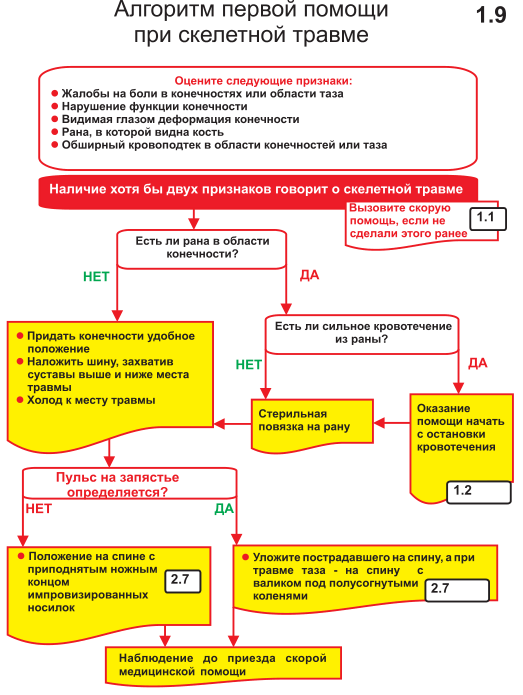 Алгоритм первой помощи
при скелетной травме
1.9
Оцените следующие признаки:
Жалобы на боли в конечностях или области таза
Нарушение функции конечности
Видимая глазом деформация конечности
Рана, в которой видна кость
Обширный кровоподтек в области конечностей или таза
Наличие хотя бы двух признаков говорит о скелетной травме
Вызовите скорую
помощь, если не
сделали этого ранее
1.1
Есть ли рана в области
конечности?
НЕТ
ДА
Придать конечности удобное
положение
Наложить шину, захватив
суставы выше и ниже места
травмы
Холод к месту травмы
Есть ли сильное кровотечение
из раны?
НЕТ
ДА
Стерильная
повязка на рану
Оказание
помощи начать
с остановки
кровотечения
1.2
Пульс на запястье
определяется?
НЕТ
ДА
Положение на спине с
приподнятым ножным
концом
импровизированных
носилок
2.7
Уложите пострадавшего на спину, а при
травме таза - на спину с
валиком под полусогнутыми
коленями
2.7
Наблюдение до приезда скорой
медицинской помощи